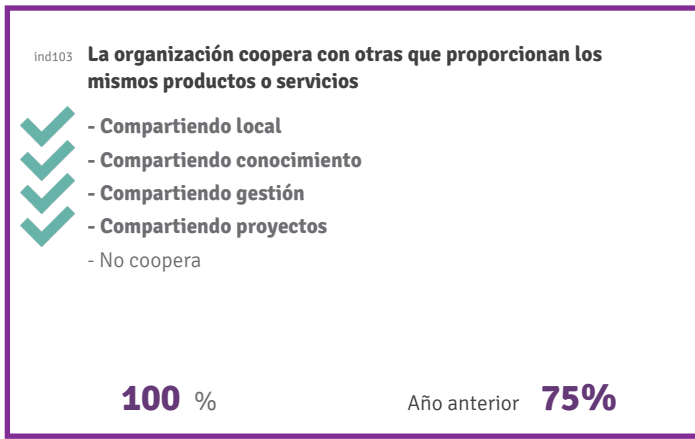 ind103 La organización coopera con otras que proporcionan los
mismos productos o servicios
- Compartiendo local
- Compartiendo conocimiento
- Compartiendo gestión
- Compartiendo proyectos
- No coopera
100 % Año anterior 75%